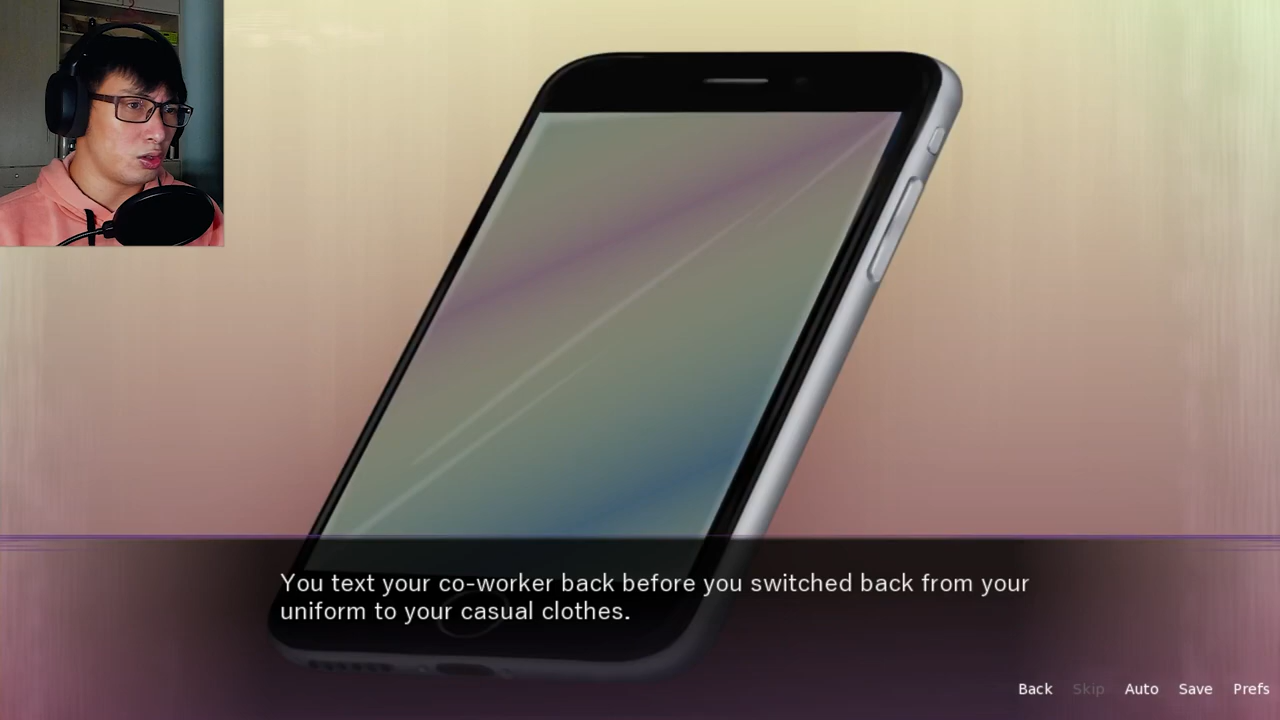 You text your co-worker back before you switched back from your
uniform to your casual clothes.
Back Skip Auto Save Prefs